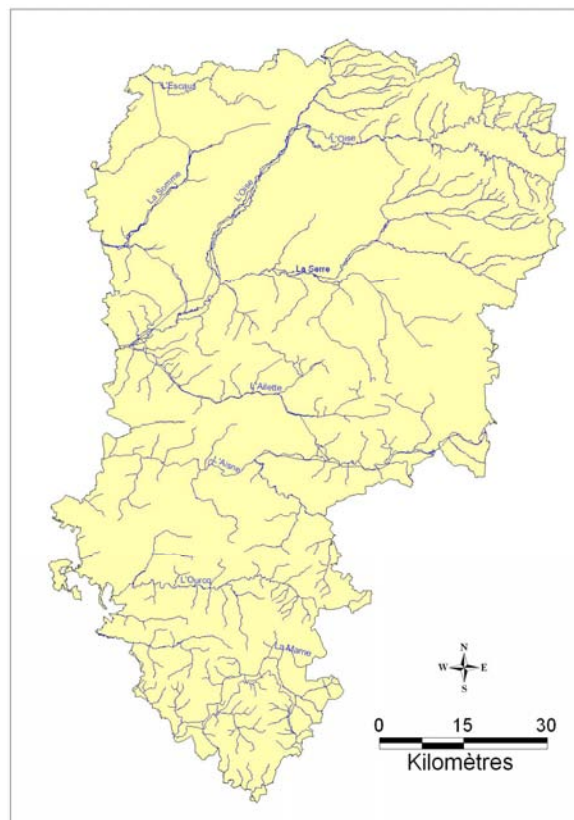 L'Escaut
L'Oise
La Somme
L'Oise
La Serre
L'Ailette
L'Aisne
L'Ourcq
La Marne
N
W E
S
0 15 30
Kilomètres